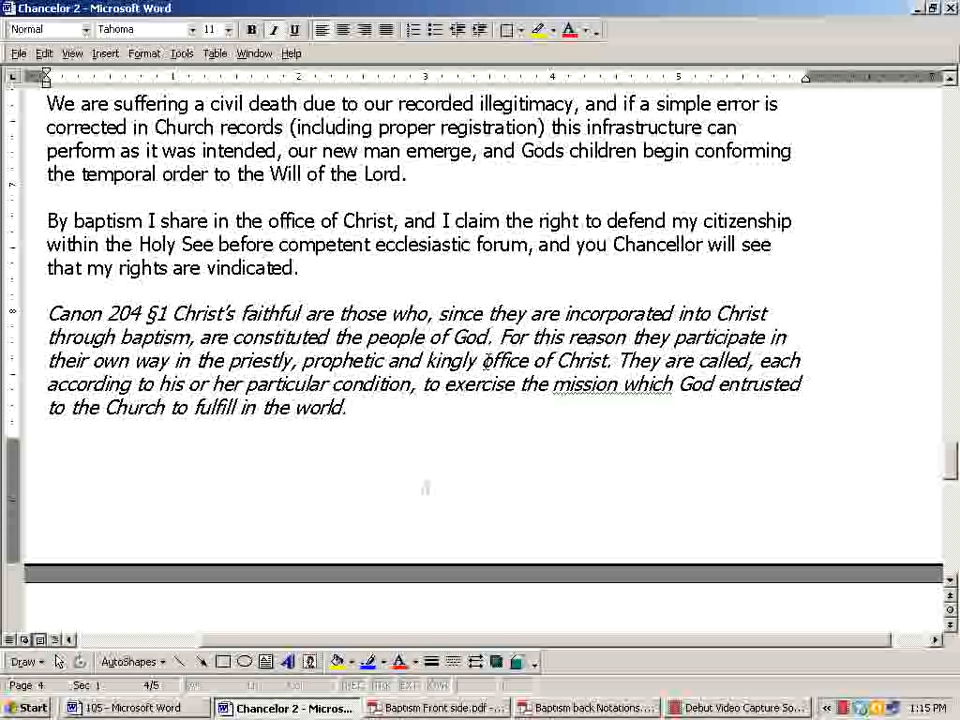 Chancelor 2 - Microsoft Word
Normal Tahoma 11 B I U
File Edit View Insert Format Tools Table Window Help
1 2 3 4 5
We are suffering a civil death due to our recorded illegitimacy, and if a simple error is
corrected in Church records (including proper registration) this infrastructure can
perform as it was intended, our new man emerge, and Gods children begin conforming
the temporal order to the Will of the Lord.
By baptism I share in the office of Christ, and I claim the right to defend my citizenship
within the Holy See before competent ecclesiastic forum, and you Chancellor will see
that my rights are vindicated.
Canon 204 §1 Christ's faithful are those who, since they are incorporated into Christ
through baptism, are constituted the people of God. For this reason they participate in
their own way in the priestly, prophetic and kingly office of Christ. They are called, each
according to his or her particular condition, to exercise the mission which God entrusted
to the Church to fulfill in the world.
Draw AutoShapes
Page 4 Sec 1 4/5
Start 105 - Microsoft Word Chancelor 2 - Micros... Baptism Front side.pdf -... Baptism back Notations.... Debut Video Capture So... « 1:15 PM